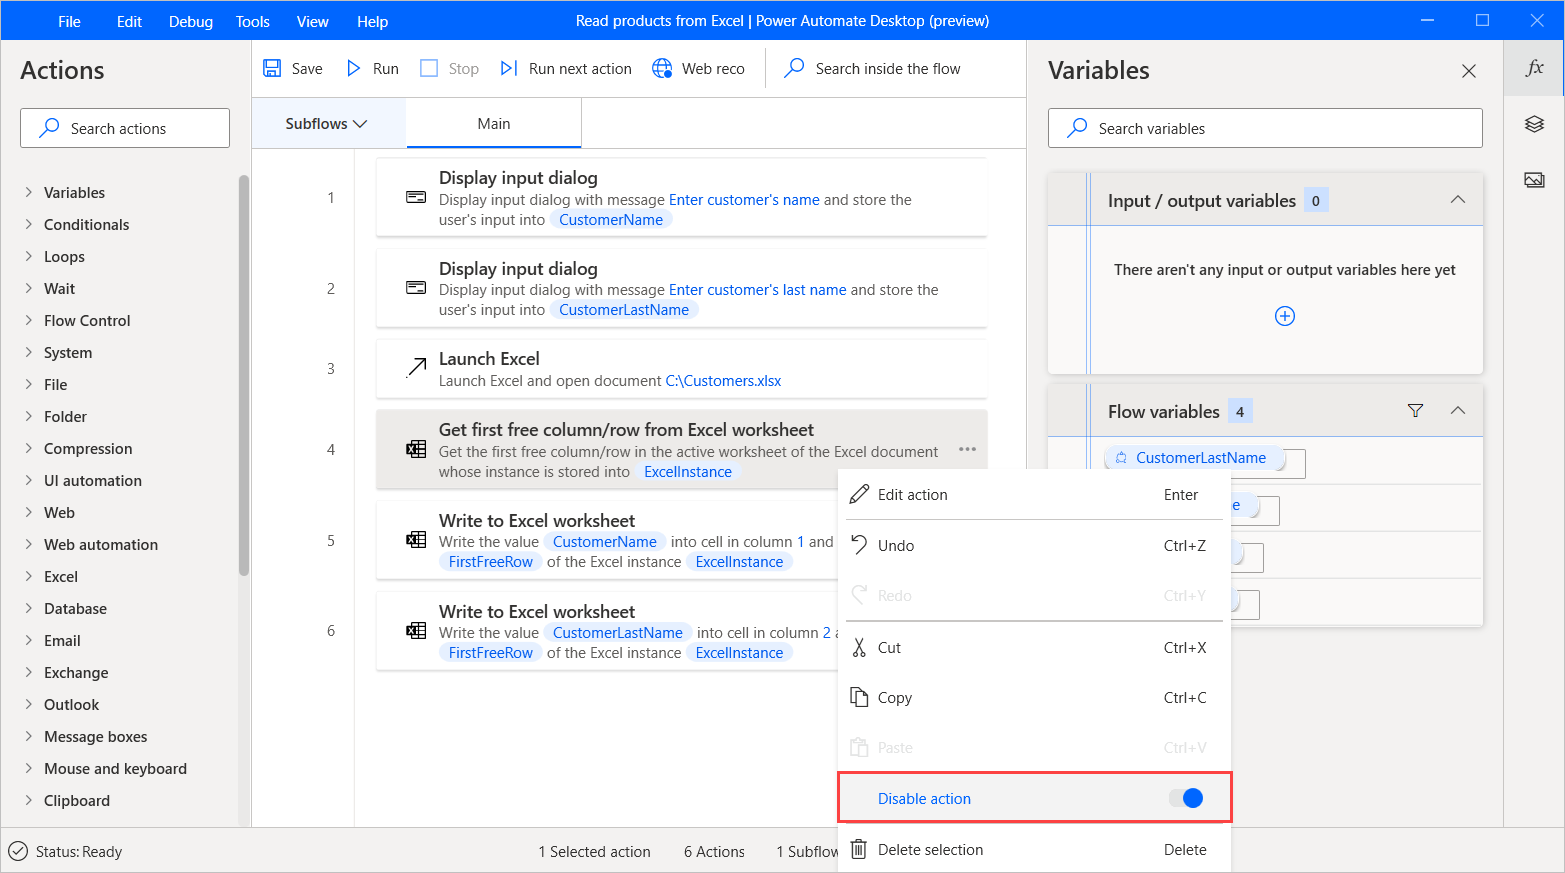 File Edit Debug Tools View Help Read products from Excel | Power Automate Desktop (preview)
Actions
Search actions
Variables
Conditionals
Loops
Wait
Flow Control
System
File
Folder
Compression
UI automation
Web
Web automation
Excel
Database
Email
Exchange
Outlook
Message boxes
Mouse and keyboard
Clipboard
Save Run Stop Run next action Web reco Search inside the flow
Subflows Main
1
Display input dialog
Display input dialog with message Enter customer's name and store the
user's input into CustomerName
2
Display input dialog
Display input dialog with message Enter customer's last name and store the
user's input into CustomerLastName
3
Launch Excel
Launch Excel and open document C:\Customers.xlsx
4
Get first free column/row from Excel worksheet
Get the first free column/row in the active worksheet of the Excel document
whose instance is stored into ExcelInstance
5
Write to Excel worksheet
Write the value CustomerName into cell in column 1 and
FirstFreeRow of the Excel instance ExcelInstance
6
Write to Excel worksheet
Write the value CustomerLastName into cell in column 2
FirstFreeRow of the Excel instance ExcelInstance
Edit action Enter
Undo Ctrl+Z
Redo Ctrl+Y
Cut Ctrl+X
Copy Ctrl+C
Paste Ctrl+V
Disable action
Delete selection Delete
Variables
fx
Search variables
Input / output variables 0
There aren't any input or output variables here yet
Flow variables 4
CustomerLastName
Status: Ready 1 Selected action 6 Actions 1 Subflow